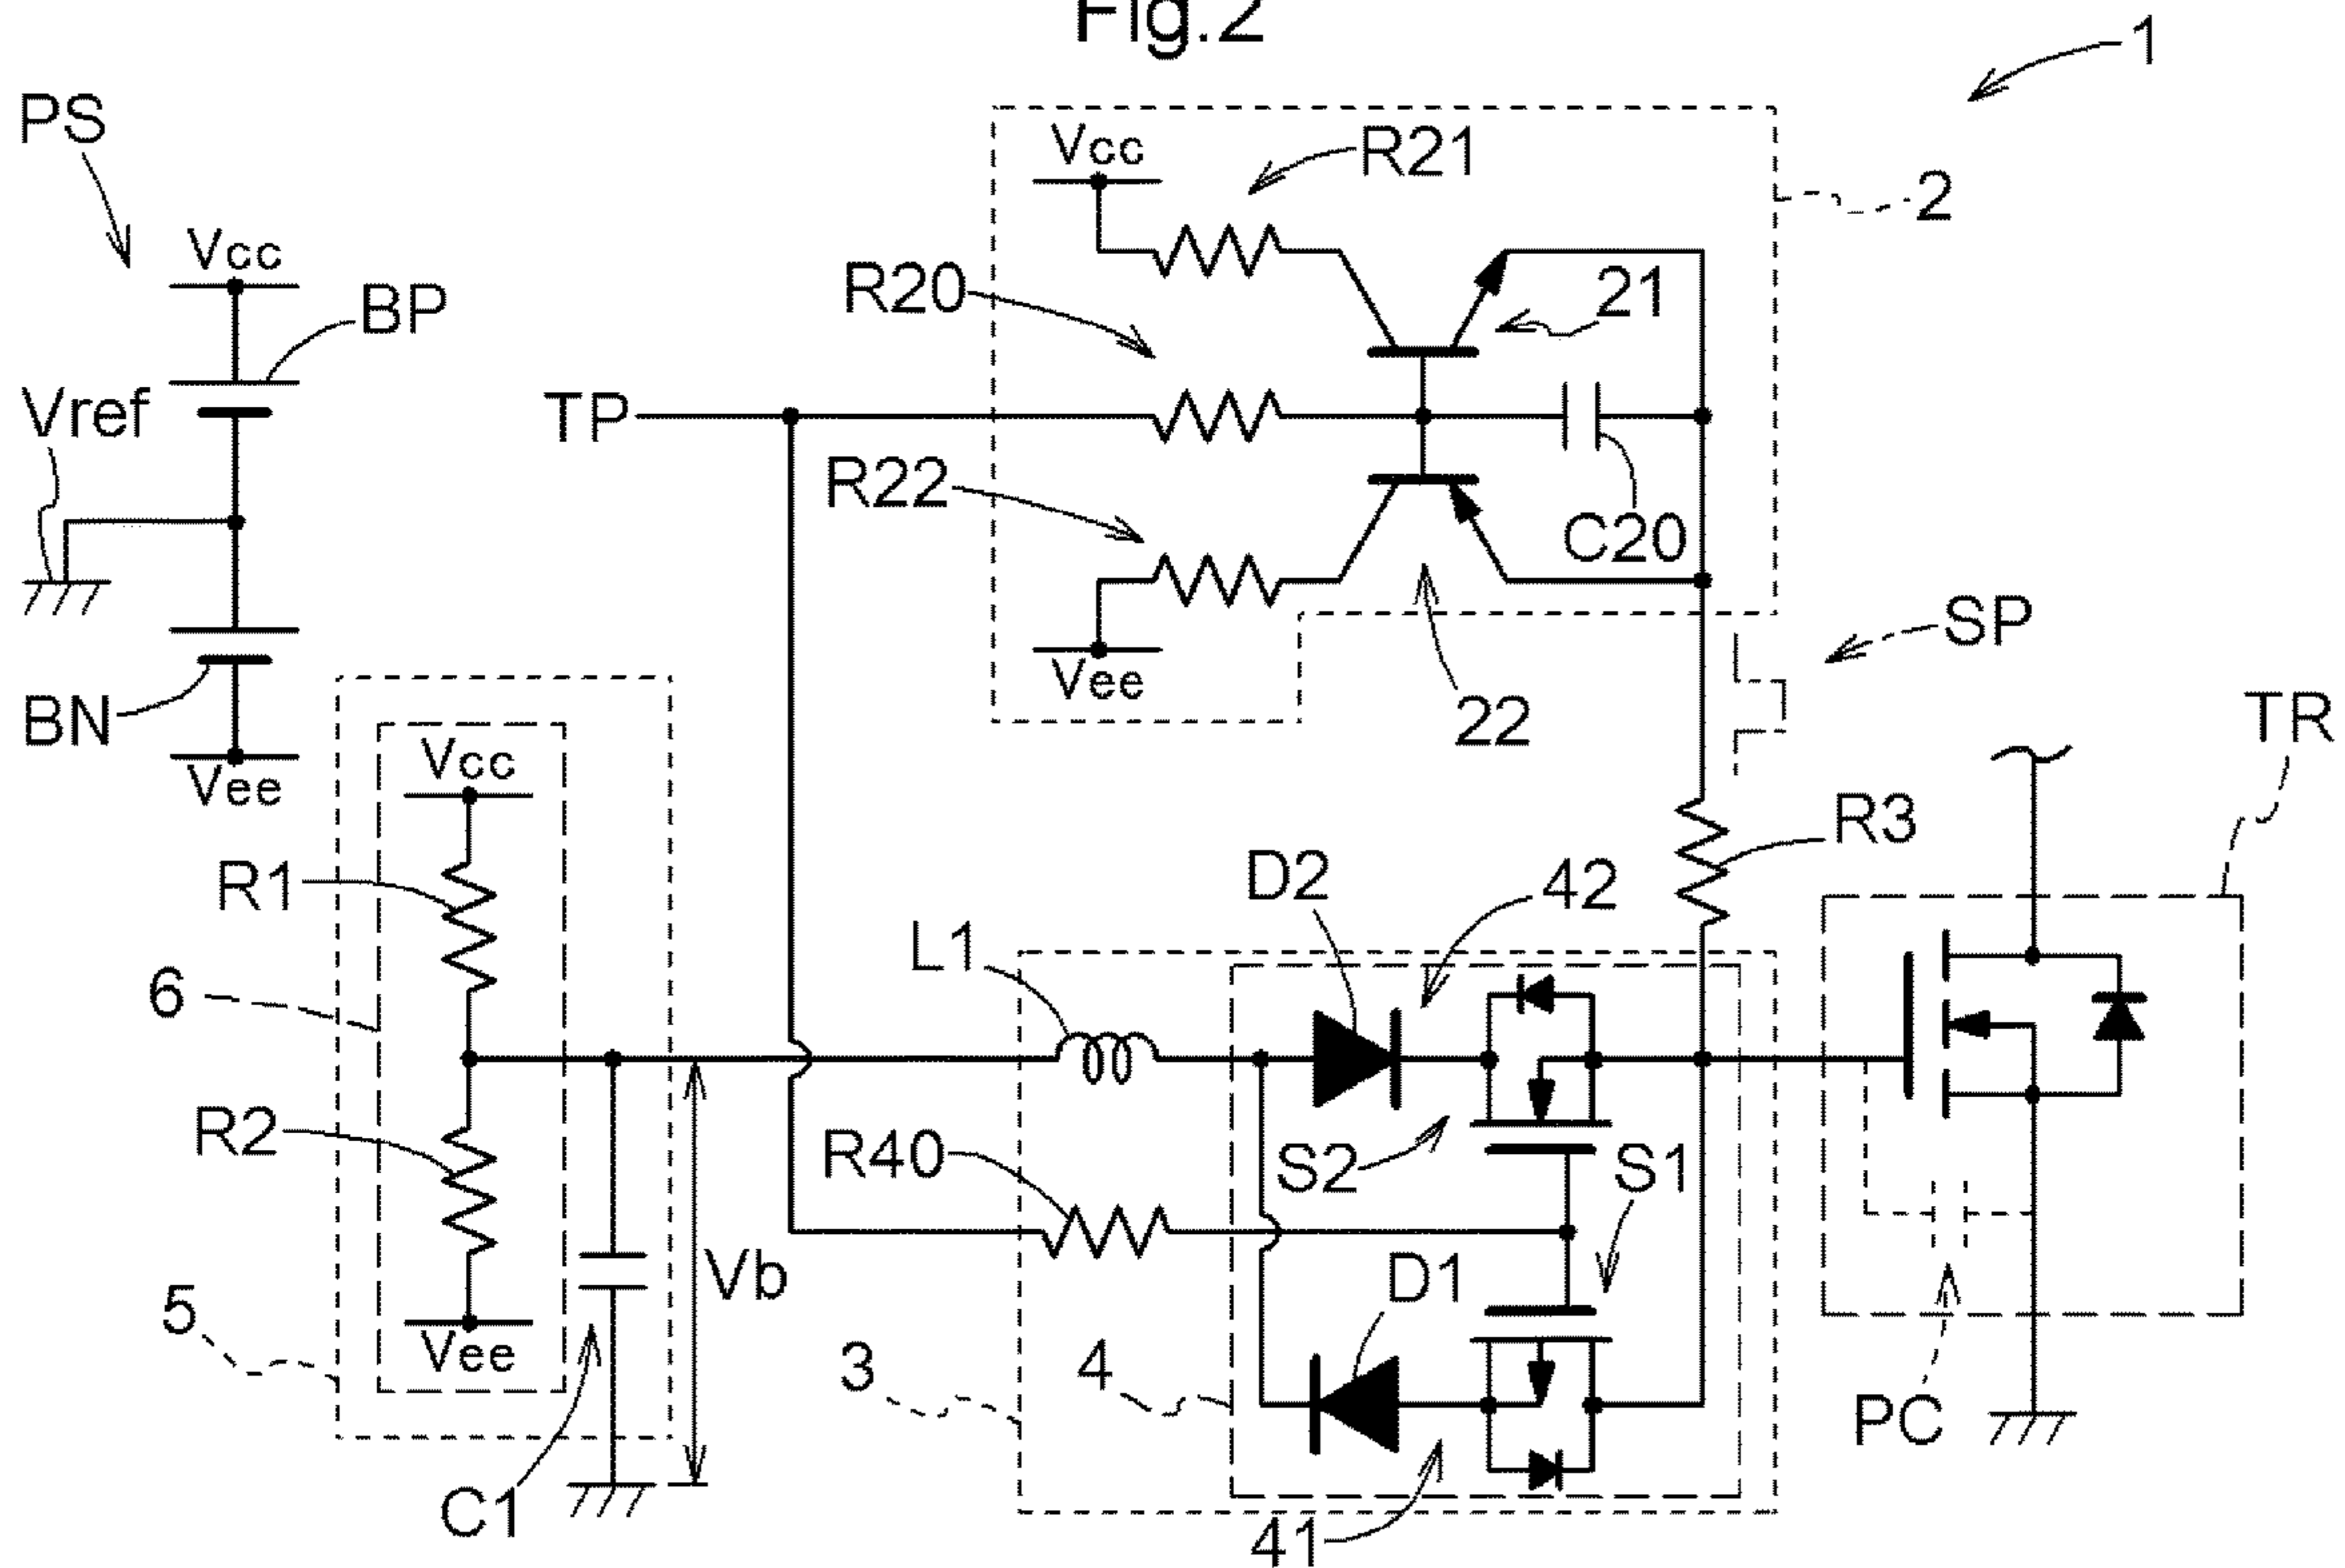 Fig.2
1
PS
Vcc
R21
2
Vcc
R20
21
BP
Vref
TP
R22
C20
SP
Vee
22
BN
TR
Vcc
Vee
R3
R1
D2
42
L1
6
R2
R40
S2
S1
Vb
D1
5
Vee
3
4
PC
C1
41